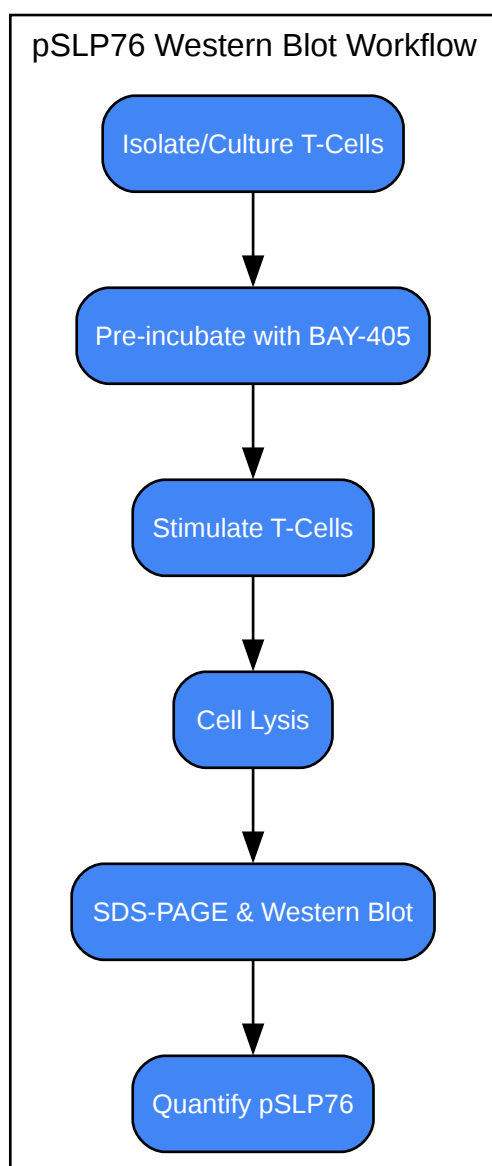 pSLP76 Western Blot Workflow
Isolate/Culture T-Cells
Pre-incubate with BAY-405
Stimulate T-Cells
Cell Lysis
SDS-PAGE & Western Blot
Quantify pSLP76